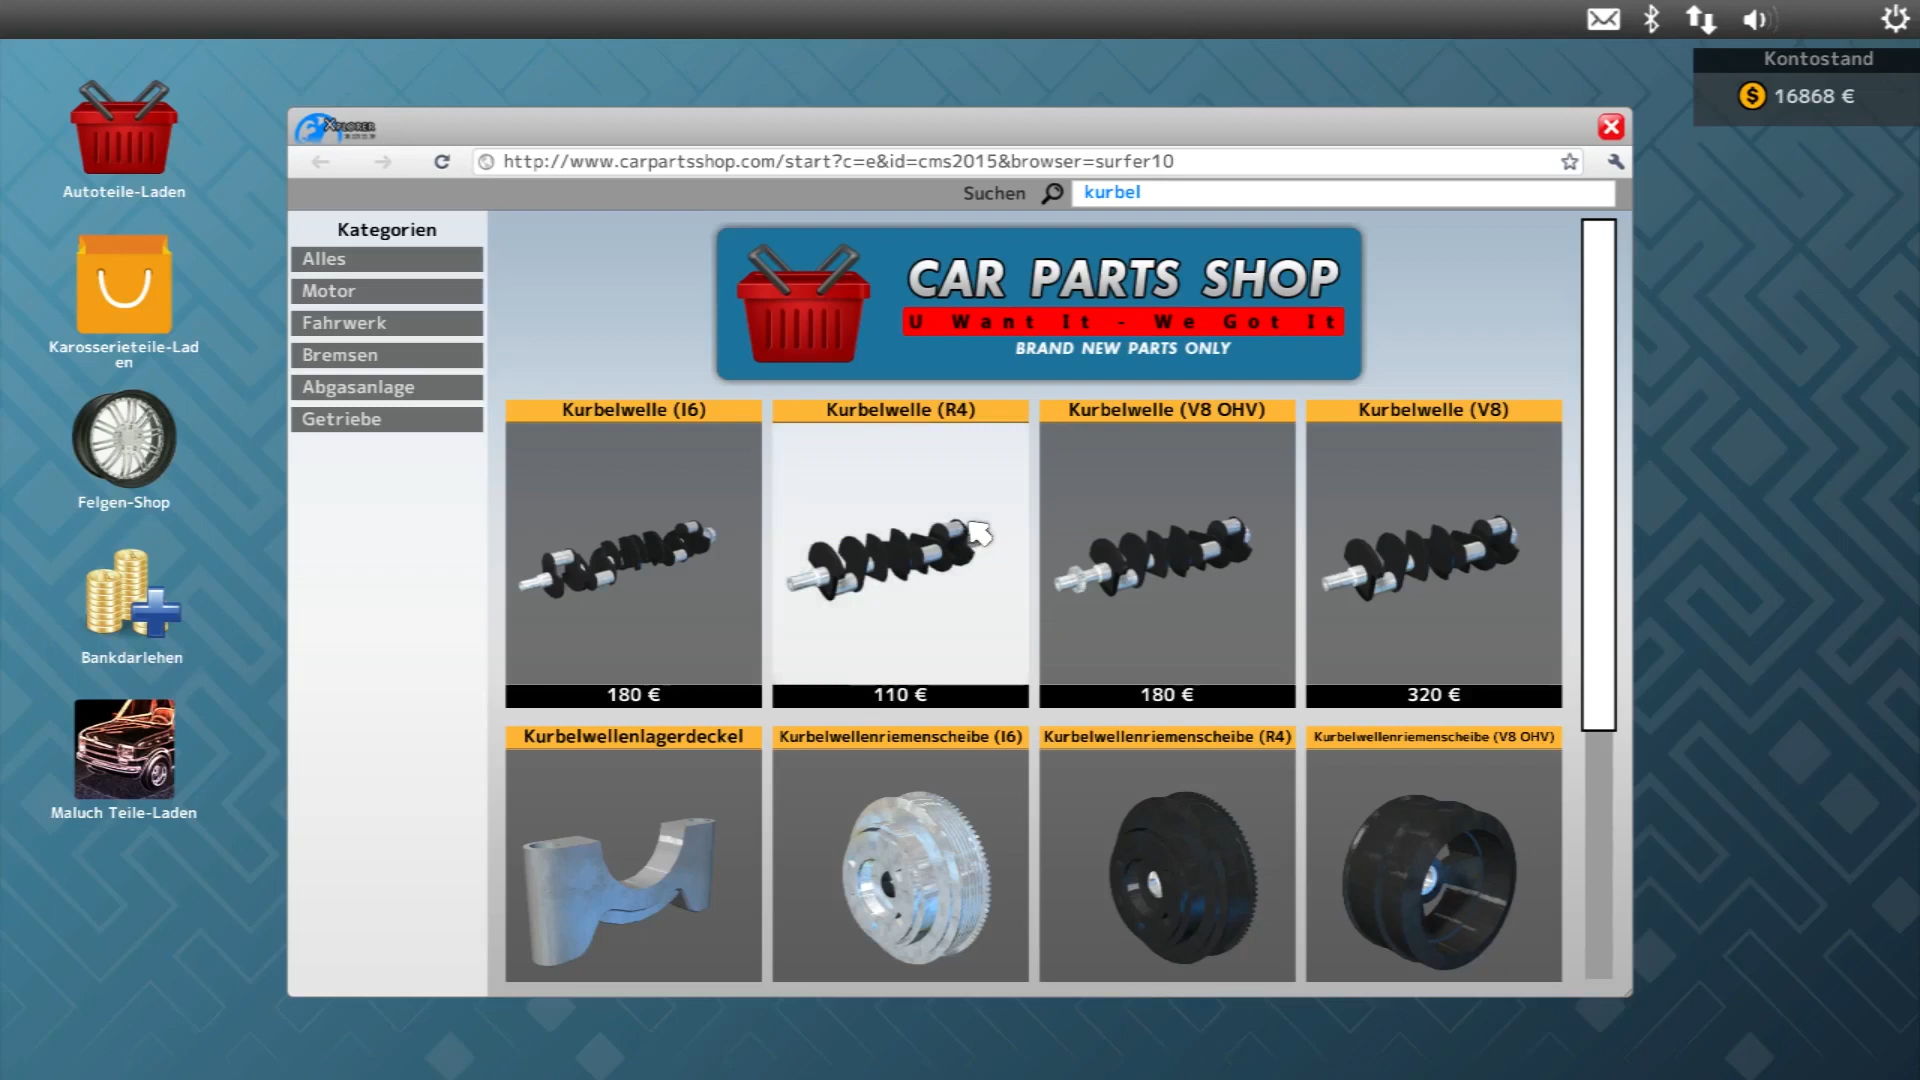 Kontostand
16868 €
Autoteile-Laden
Karosserieteile-Lad
en
Felgen-Shop
Bankdarlehen
Maluch Teile-Laden
XPLORER
http://www.carpartsshop.com/start?c=e&id=cms2015&browser=surfer10
Suchen kurbel
Kategorien
Alles
Motor
Fahrwerk
Bremsen
Abgasanlage
Getriebe
CAR PARTS SHOP
U Want It - We Got It
BRAND NEW PARTS ONLY
Kurbelwelle (I6)
180 €
Kurbelwelle (R4)
110 €
Kurbelwelle (V8 OHV)
180 €
Kurbelwelle (V8)
320 €
Kurbelwellenlagerdeckel
Kurbelwellenriemenscheibe (I6)
Kurbelwellenriemenscheibe (R4)
Kurbelwellenriemenscheibe (V8 OHV)